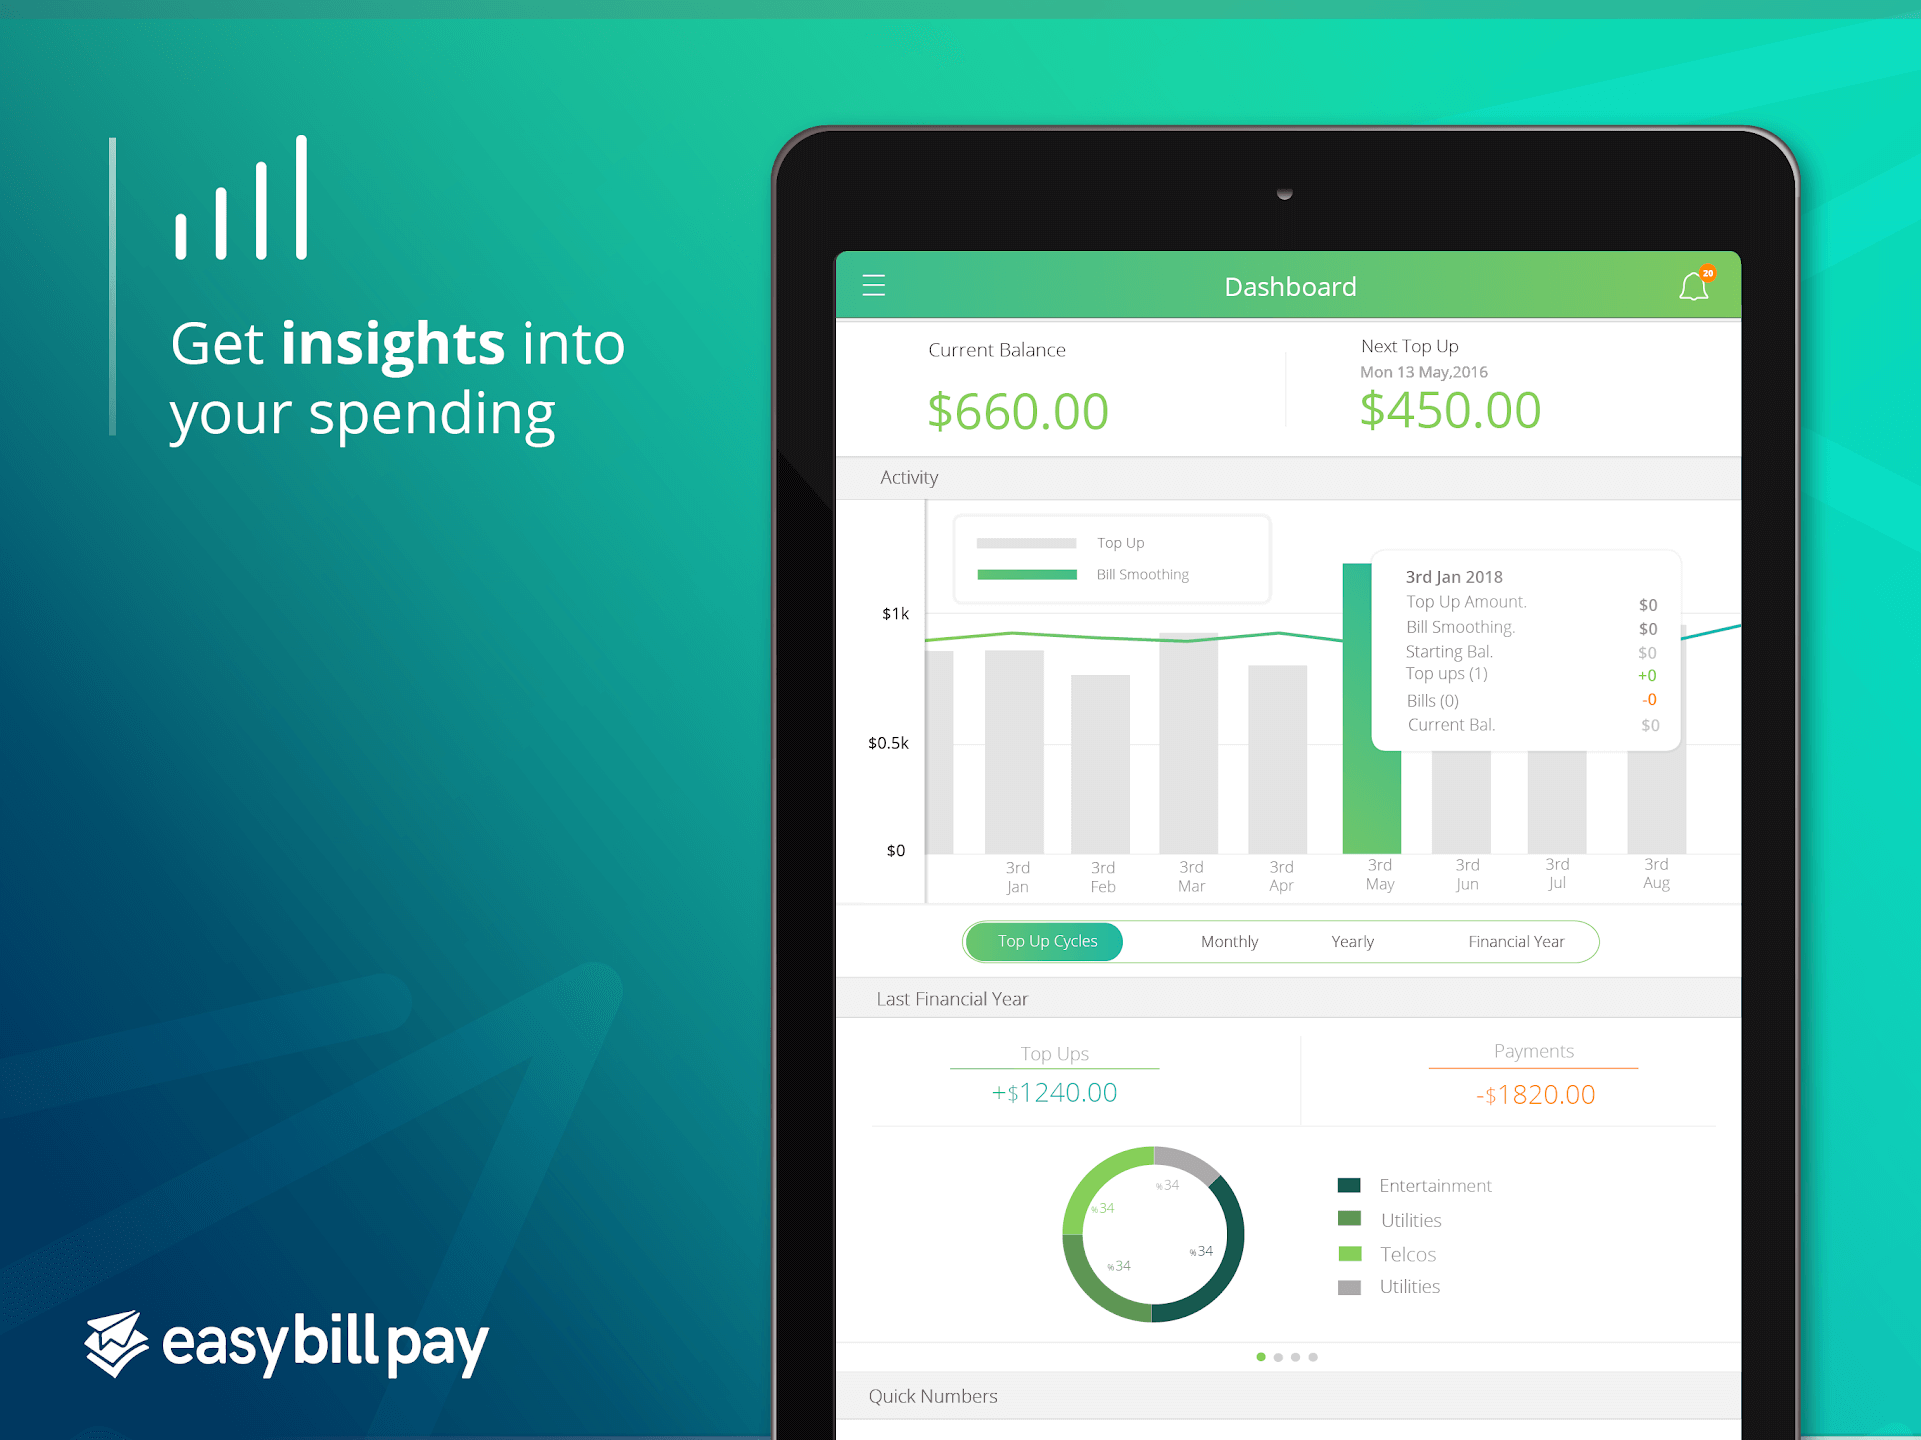 Get insights into
your spending
easybillpay
Dashboard
20
Current Balance
$660.00
Next Top Up
Mon 13 May,2016
$450.00
Activity
Top Up
Bill Smoothing
$1k
$0.5k
$0
3rd Jan 2018
Top Up Amount. $0
Bill Smoothing. $0
Starting Bal. $0
Top ups (1) +0
Bills (0) -0
Current Bal. $0
3rd Jan
3rd Feb
3rd Mar
3rd Apr
3rd May
3rd Jun
3rd Jul
3rd Aug
Top Up Cycles
Monthly
Yearly
Financial Year
Last Financial Year
Top Ups
+$1240.00
Payments
-$1820.00
%34
%34
%34
%34
Entertainment
Utilities
Telcos
Utilities
Quick Numbers